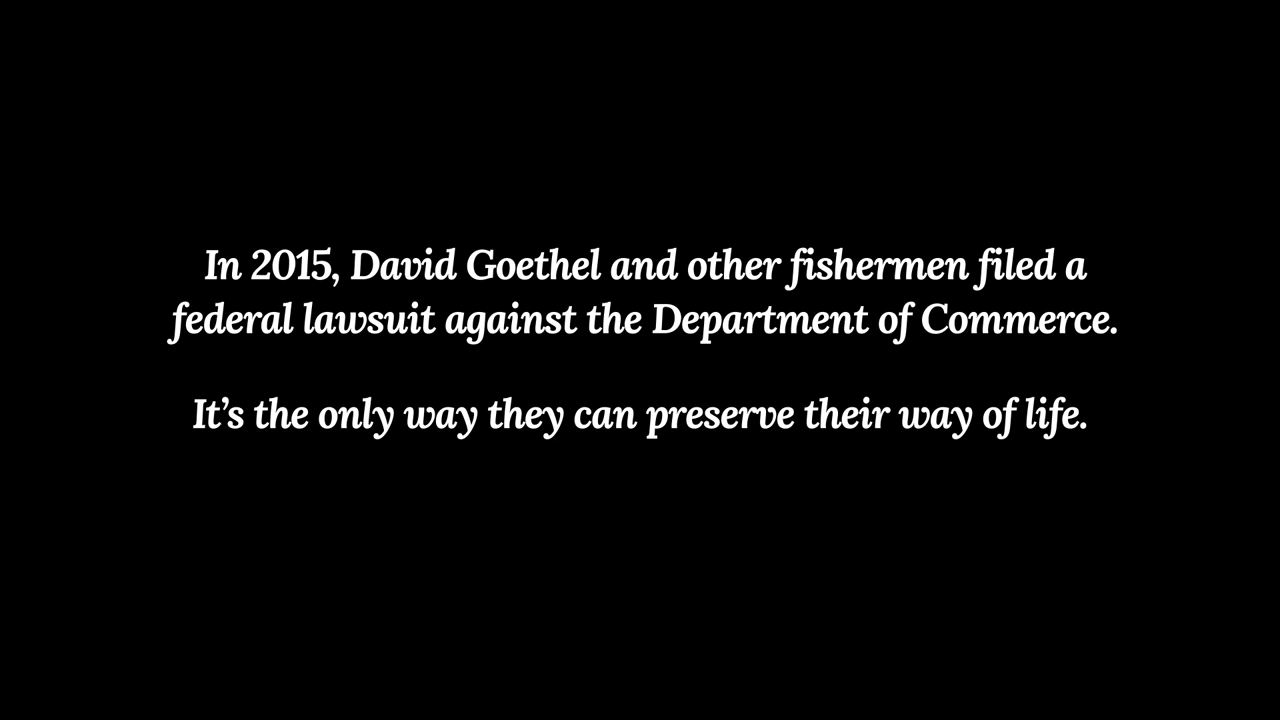 In 2015, David Goethel and other fishermen filed a
federal lawsuit against the Department of Commerce.
It’s the only way they can preserve their way of life.